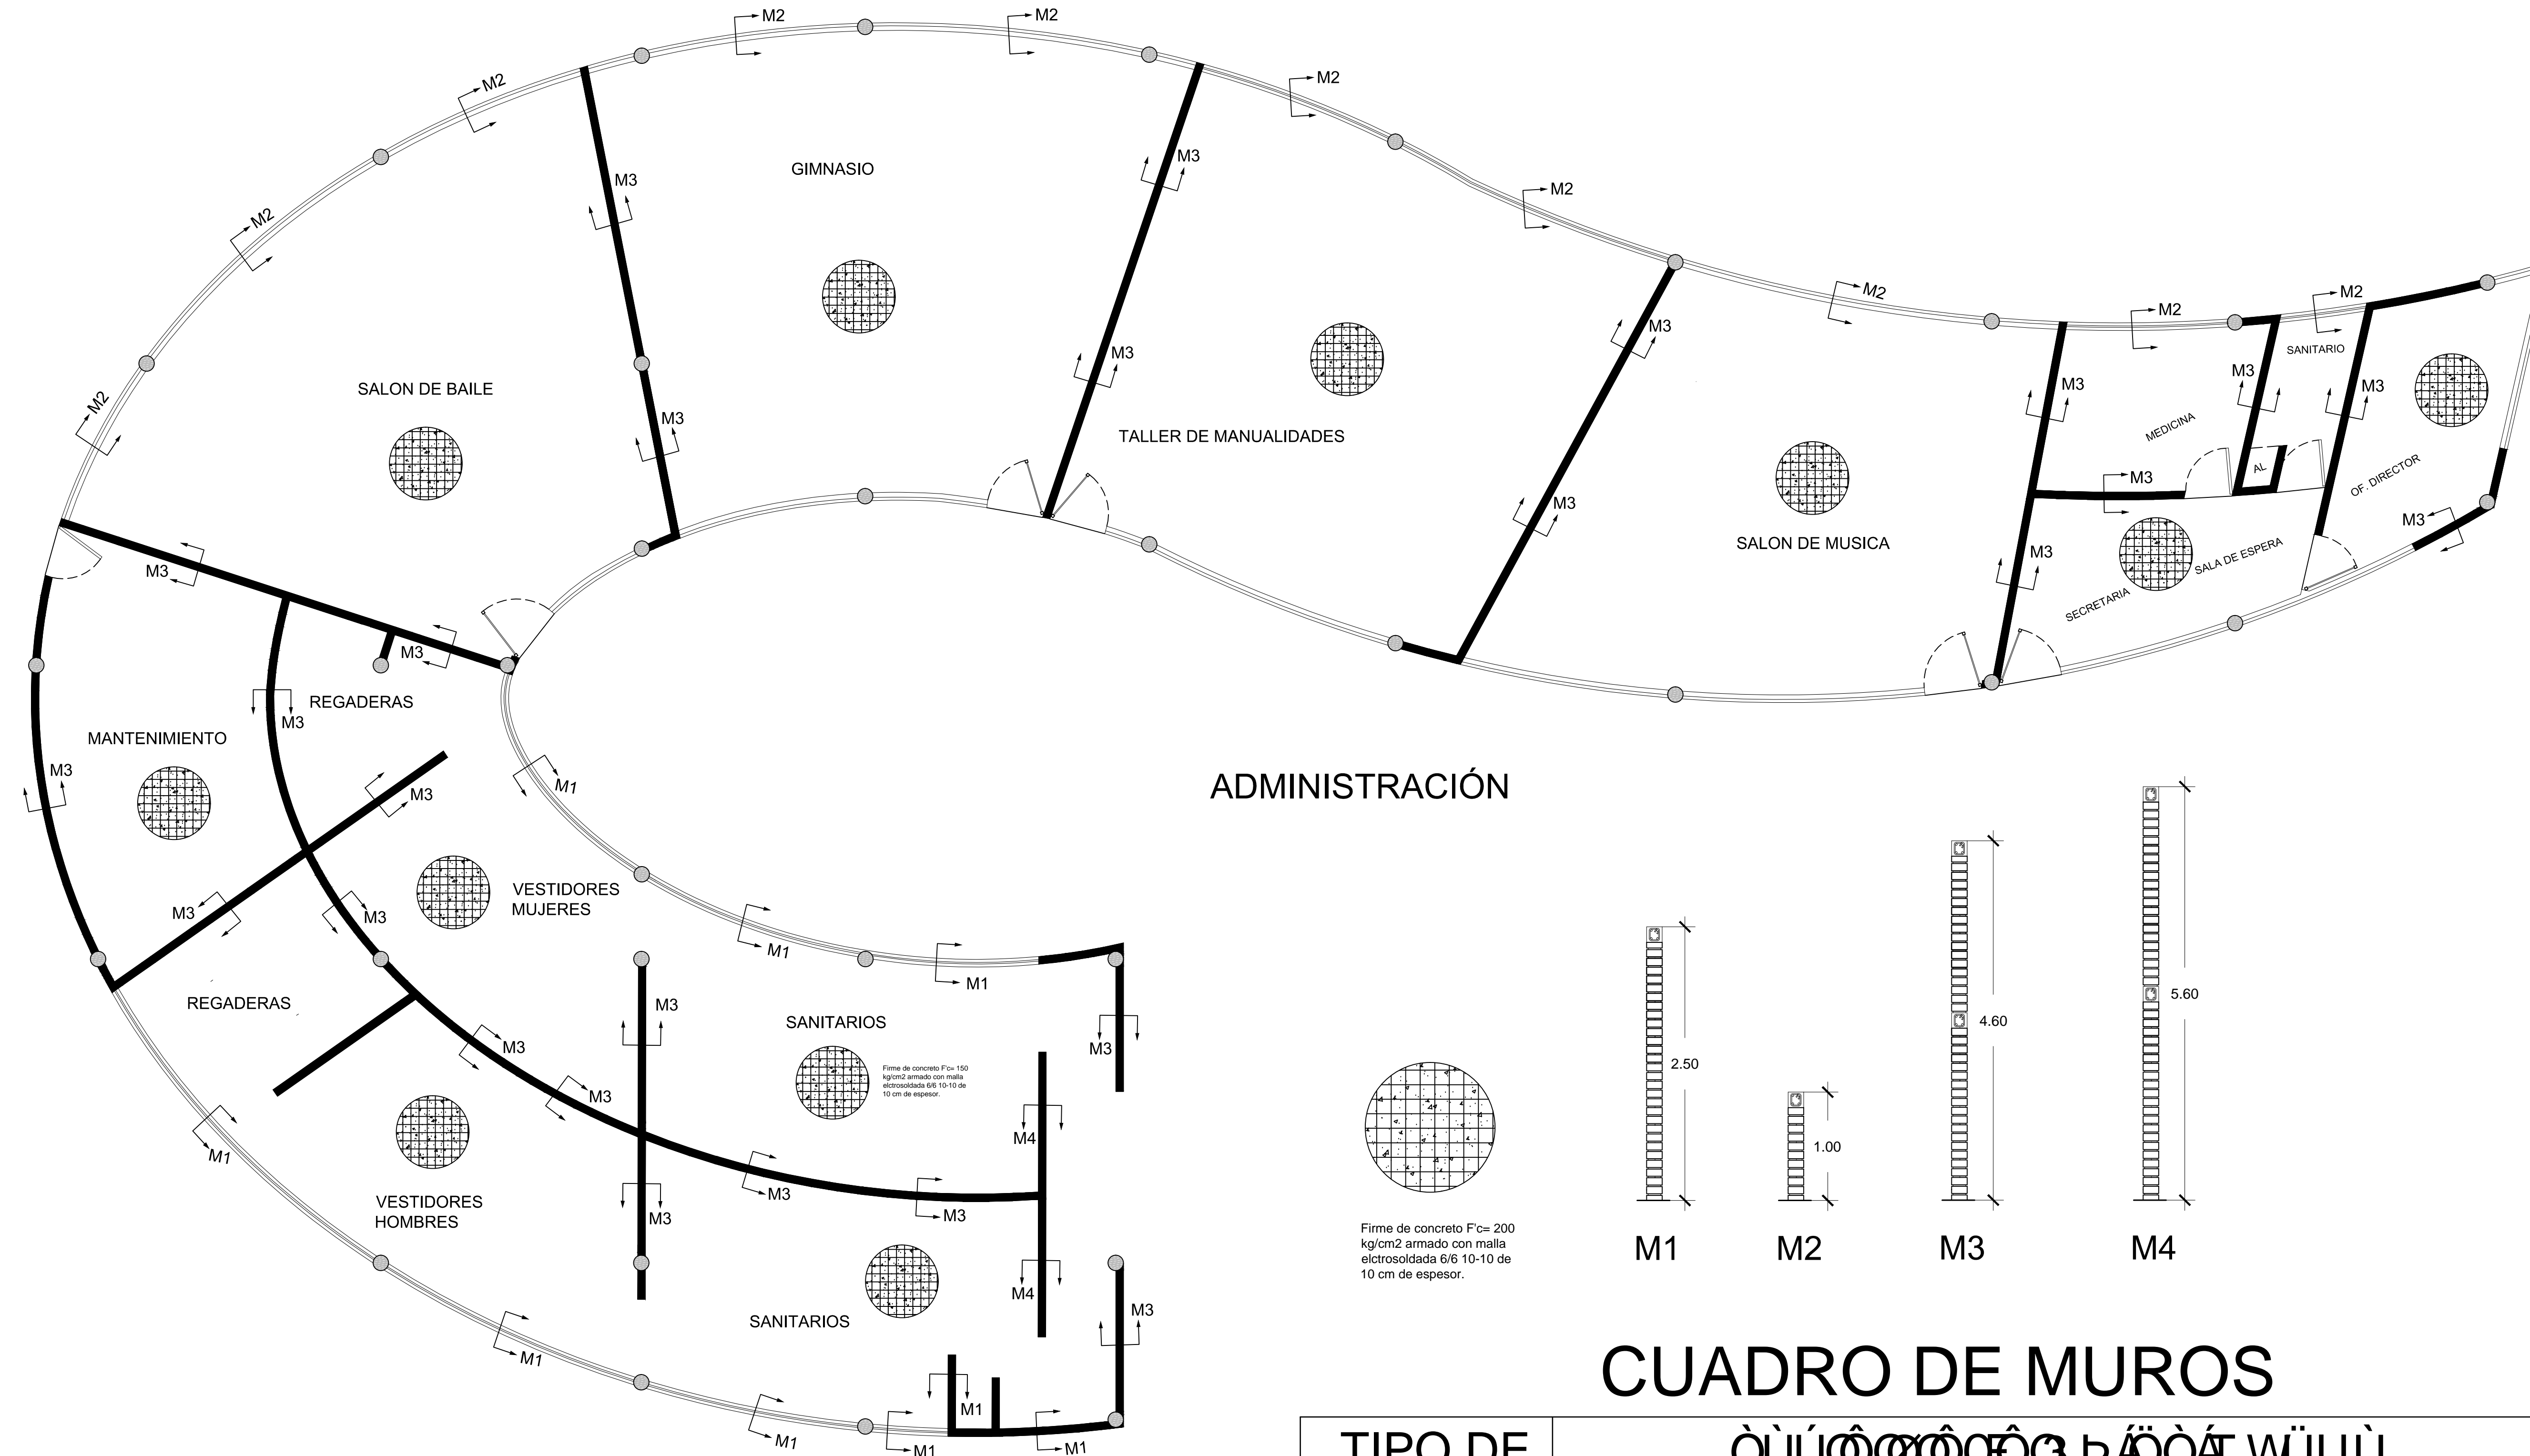 M2
M2
M2
M2
M3
GIMNASIO
M3
M2
M2
M2
M3
M2
M2
M2
SANITARIO
M3
M3
M3
M3
SALON DE BAILE
M2
M3
TALLER DE MANUALIDADES
MEDICINA
AL
OF. DIRECTOR
M3
M3
M3
SALON DE MUSICA
M3
SALA DE ESPERA
SECRETARIA
M3
M3
M3
REGADERAS
M3
MANTENIMIENTO
M3
M1
M3
ADMINISTRACIÓN
VESTIDORES
MUJERES
M3
M3
M1
M1
REGADERAS
M3
SANITARIOS
M3
M3
Firme de concreto F'c= 150
kg/cm2 armado con malla
elctrosoldada 6/6 10-10 de
10 cm de espesor.
M3
M4
M1
M3
M3
M3
VESTIDORES
HOMBRES
M4
M3
SANITARIOS
M1
M1
M1
M1
M1
2.50
1.00
4.60
5.60
Firme de concreto F'c= 200
kg/cm2 armado con malla
elctrosoldada 6/6 10-10 de
10 cm de espesor.
M1
M2
M3
M4
CUADRO DE MUROS
TIPO DE